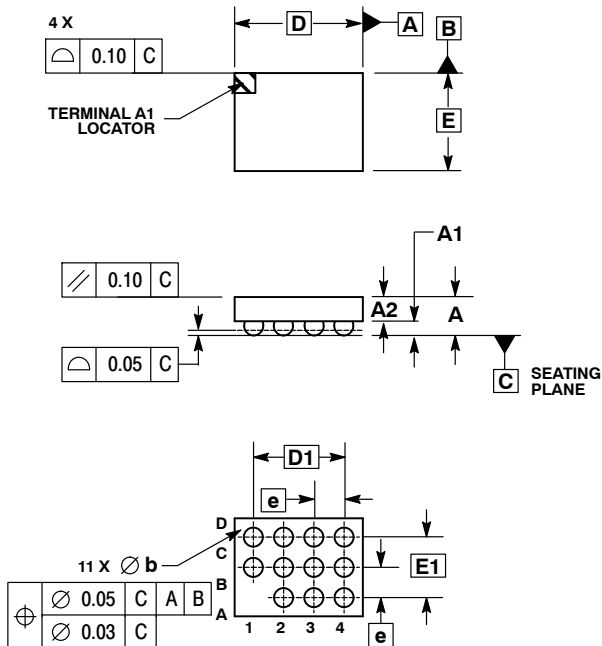 4 X
D
A
B
⌓ 0.10 C
TERMINAL A1
LOCATOR
E
A1
// 0.10 C
A2
A
⌓ 0.05 C
C
SEATING
PLANE
D1
e
D
C
B
A
11 X ∅ b
E1
⌖ ∅ 0.05 C A B
∅ 0.03 C
1 2 3 4
e